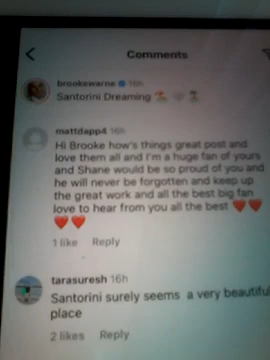 Comments
brookewarne 16h
Santorini Dreaming
mattdapp4 16h
Hi Brooke how's things great post and
love them all and I'm a huge fan of yours
and Shane would be so proud of you and
he will never be forgotten and keep up
the great work and all the best big fan
love to hear from you all the best ❤️❤️
❤️❤️
1 like Reply
tarasuresh 16h
Santorini surely seems a very beautiful
place
2 likes Reply